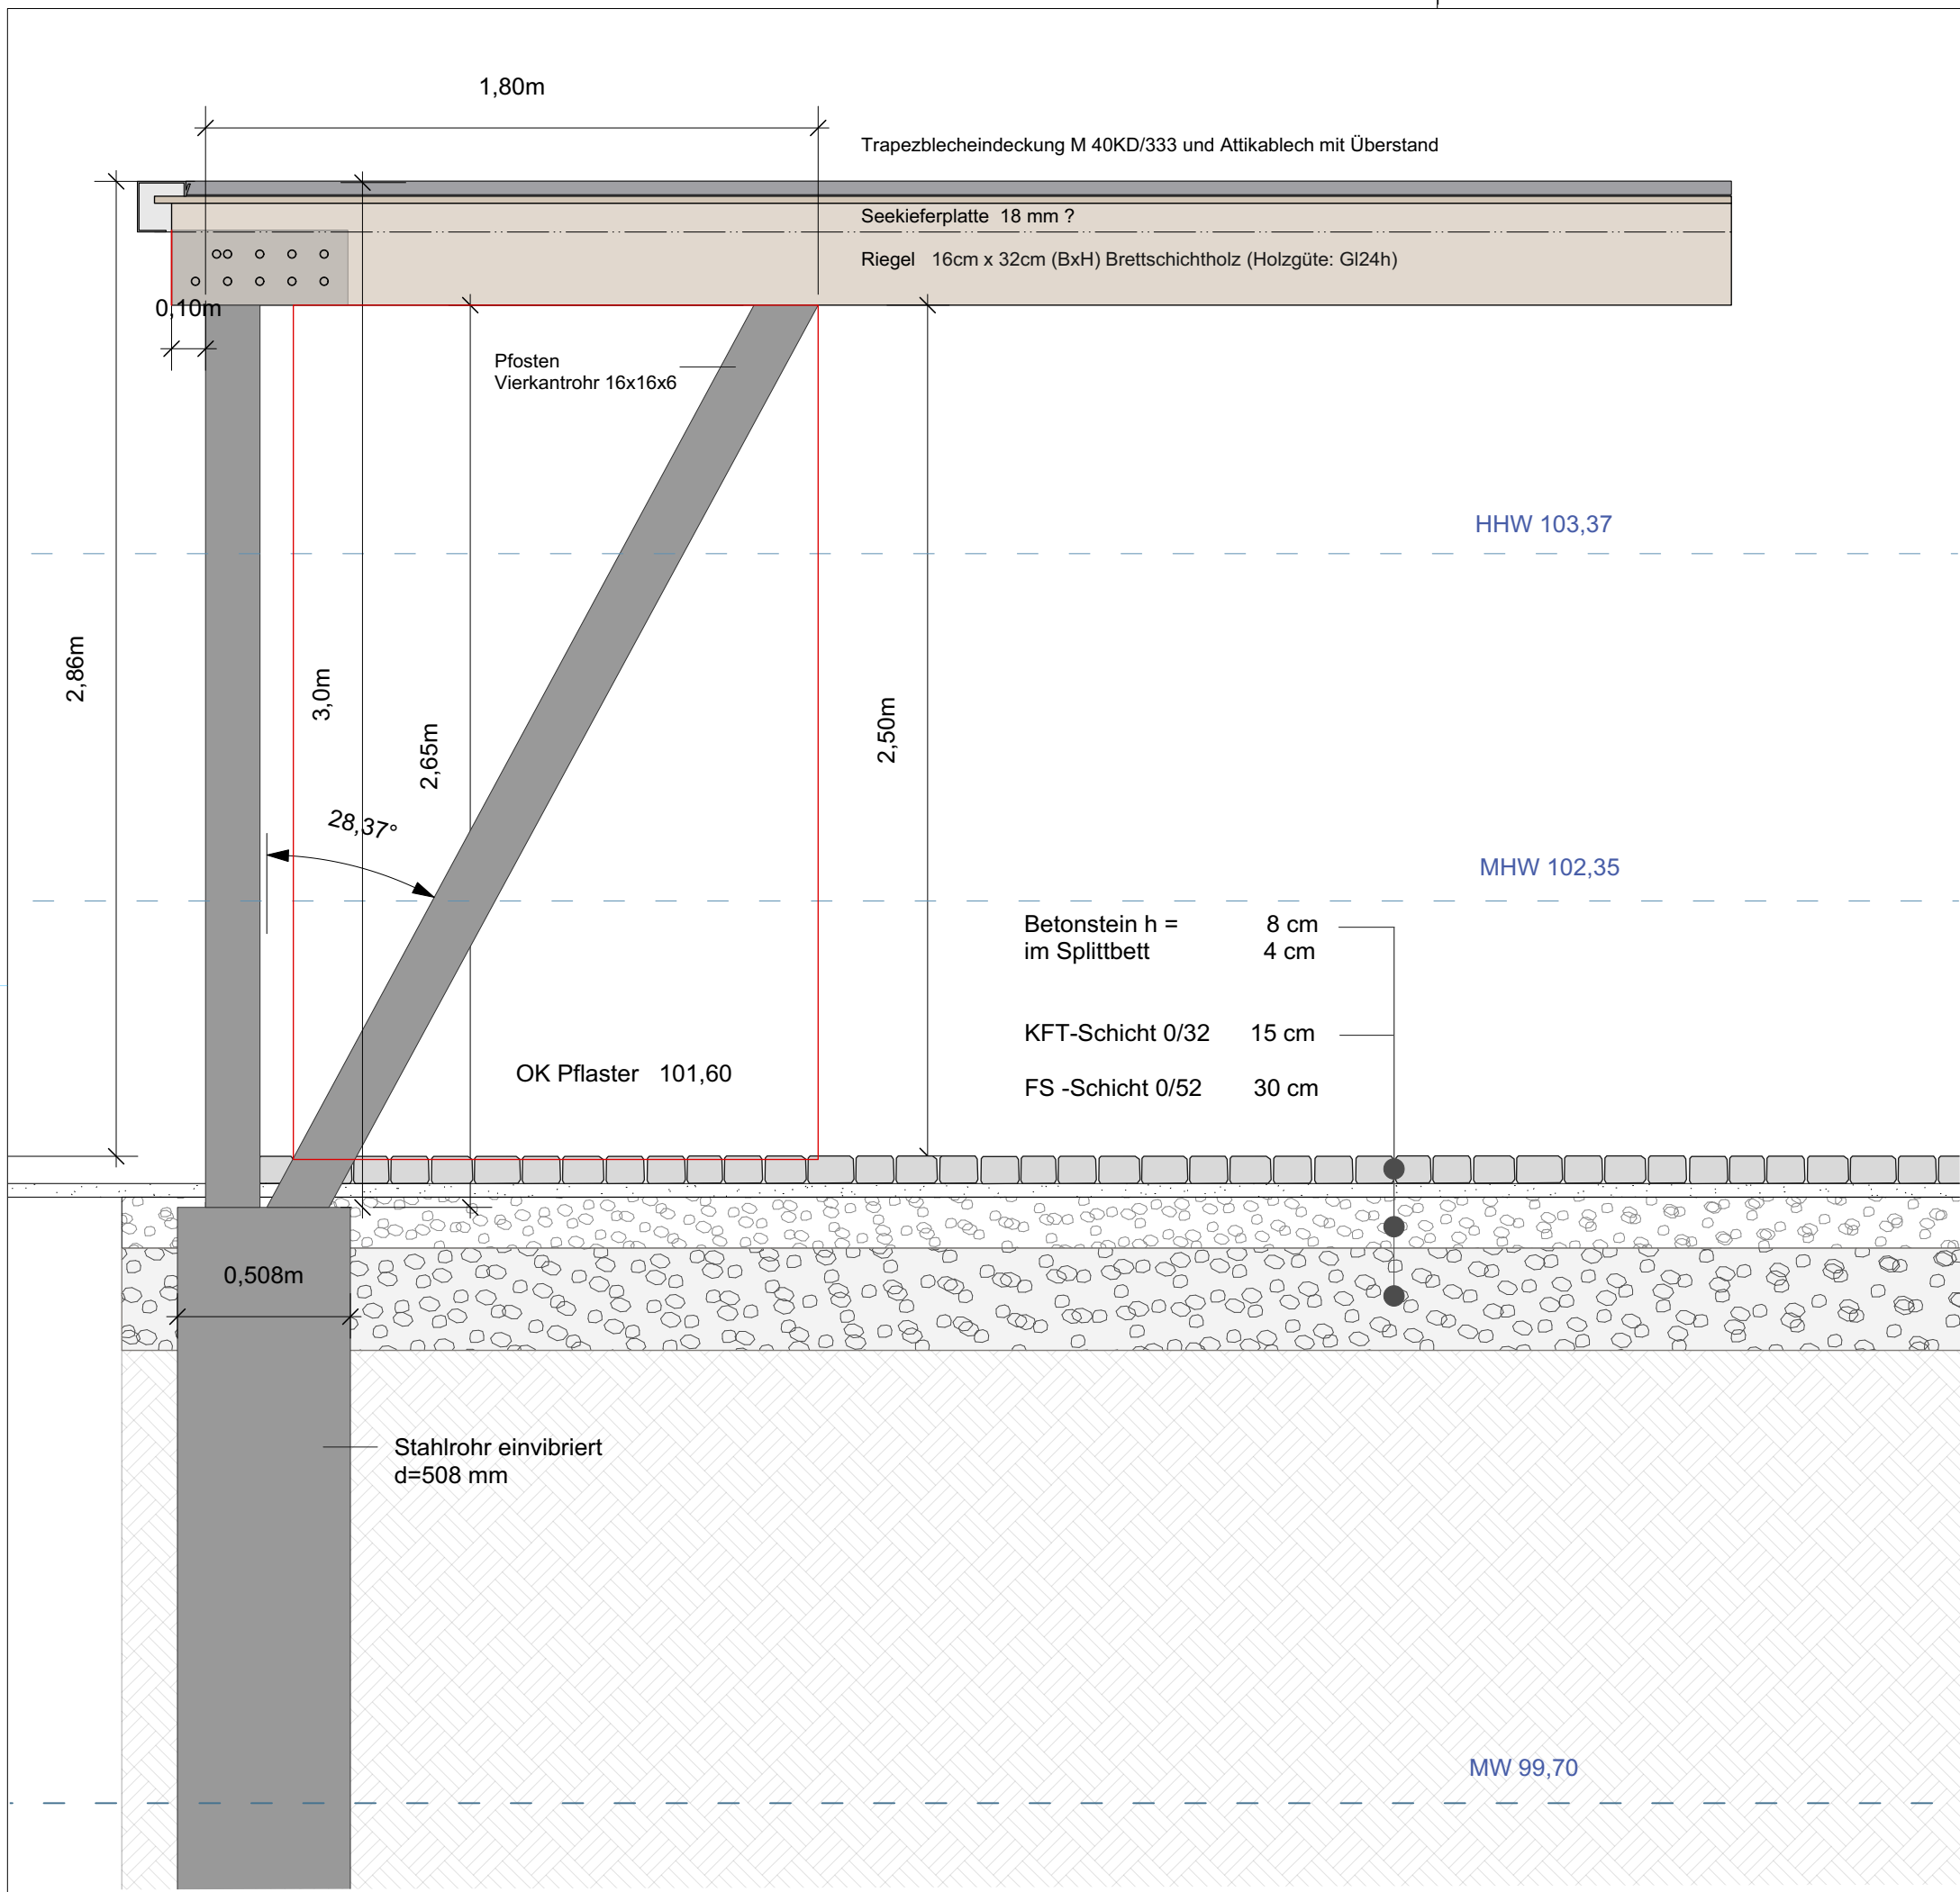 1,80m
Trapezblecheindeckung M 40KD/333 und Attikablech mit Überstand
Seekieferplatte 18 mm ?
Riegel 16cm x 32cm (BxH) Brettschichtholz (Holzgüte: Gl24h)
0,10m
Pfosten
Vierkantrohr 16x16x6
HHW 103,37
2,86m
3,0m
2,65m
2,50m
28,37°
MHW 102,35
Betonstein h = 8 cm
im Splittbett 4 cm
KFT-Schicht 0/32 15 cm
OK Pflaster 101,60
FS -Schicht 0/52 30 cm
0,508m
Stahlrohr einvibriert
d=508 mm
MW 99,70